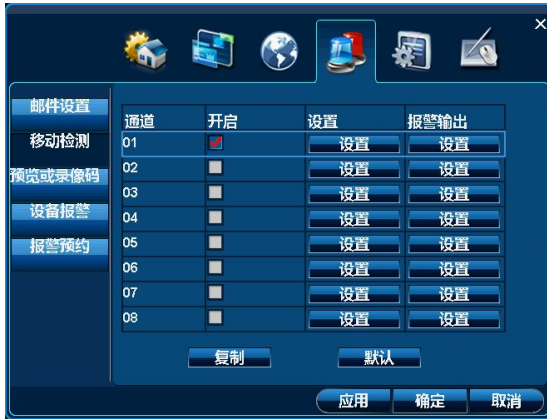 邮件设置
移动检测
预览或录像码
设备报警
报警预约
通道 开启 设置 报警输出
01 设置 设置
02 设置 设置
03 设置 设置
04 设置 设置
05 设置 设置
06 设置 设置
07 设置 设置
08 设置 设置
复制 默认
应用 确定 取消